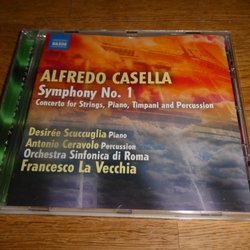 NAXOS
ALFREDO CASELLA
Symphony No. 1
Concerto for Strings, Piano, Timpani and Percussion
Desirée Scuccuglia Piano
Antonio Ceravolo Percussion
Orchestra Sinfonica di Roma
Francesco La Vecchia